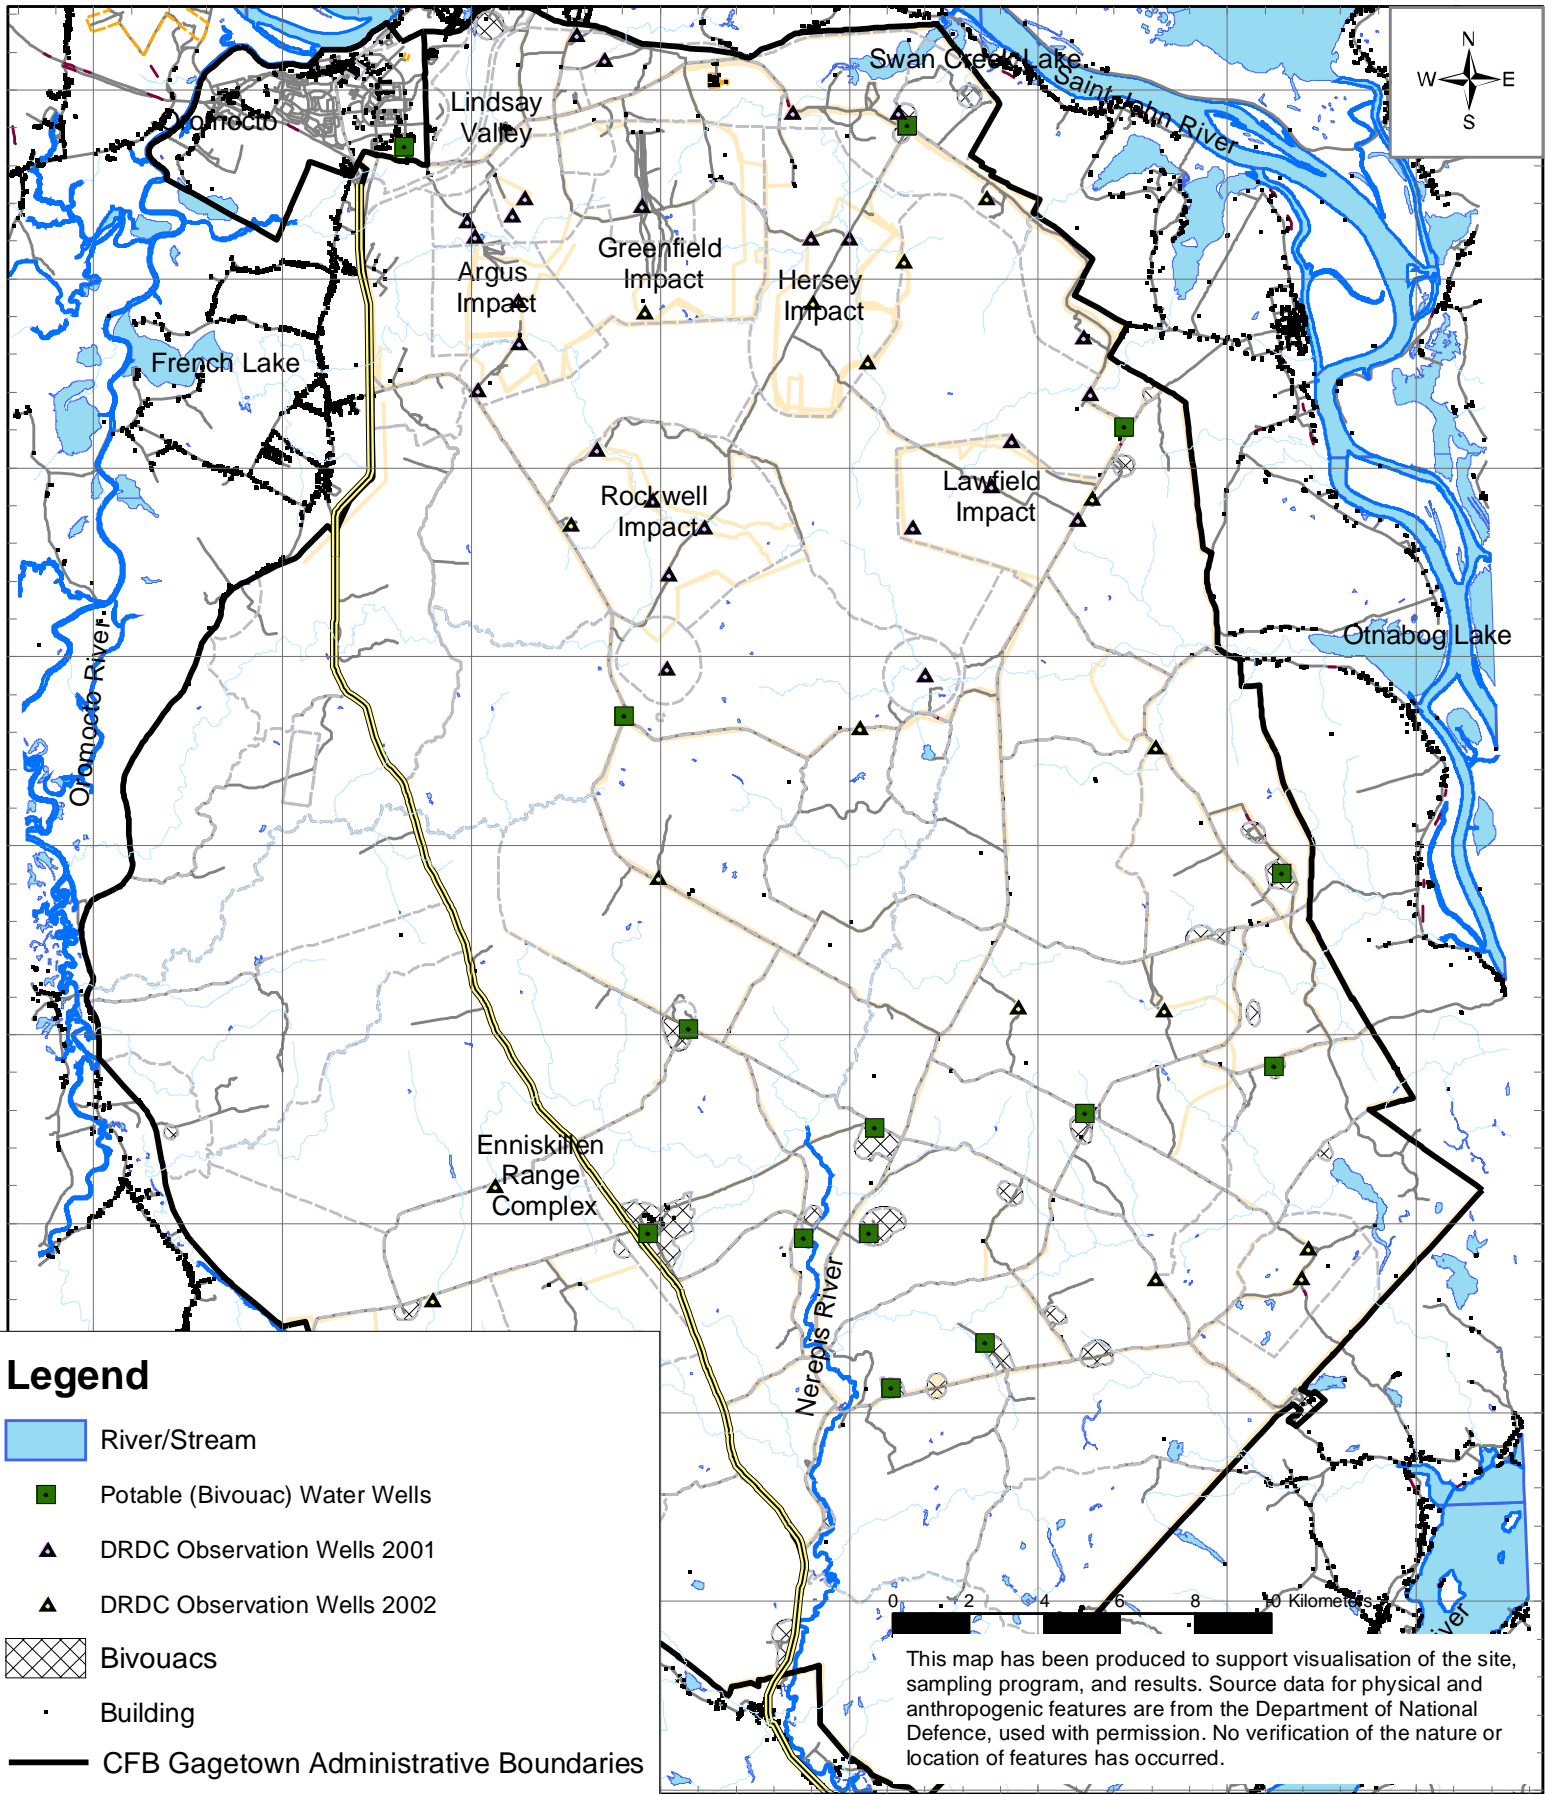 N
W E
S
Swan Creek Lake
Saint John River
Lindsay
Valley
Oromocto
Greenfield
Impact
Argus
Impact
Hersey
Impact
French Lake
Rockwell
Impact
Lawfield
Impact
Otnabog Lake
Oromocto River
Enniskillen
Range
Complex
Nerepis River
Legend
River/Stream
Potable (Bivouac) Water Wells
DRDC Observation Wells 2001
DRDC Observation Wells 2002
Bivouacs
Building
CFB Gagetown Administrative Boundaries
0 2 4 6 8 10 Kilometers
This map has been produced to support visualisation of the site,
sampling program, and results. Source data for physical and
anthropogenic features are from the Department of National
Defence, used with permission. No verification of the nature or
location of features has occurred.